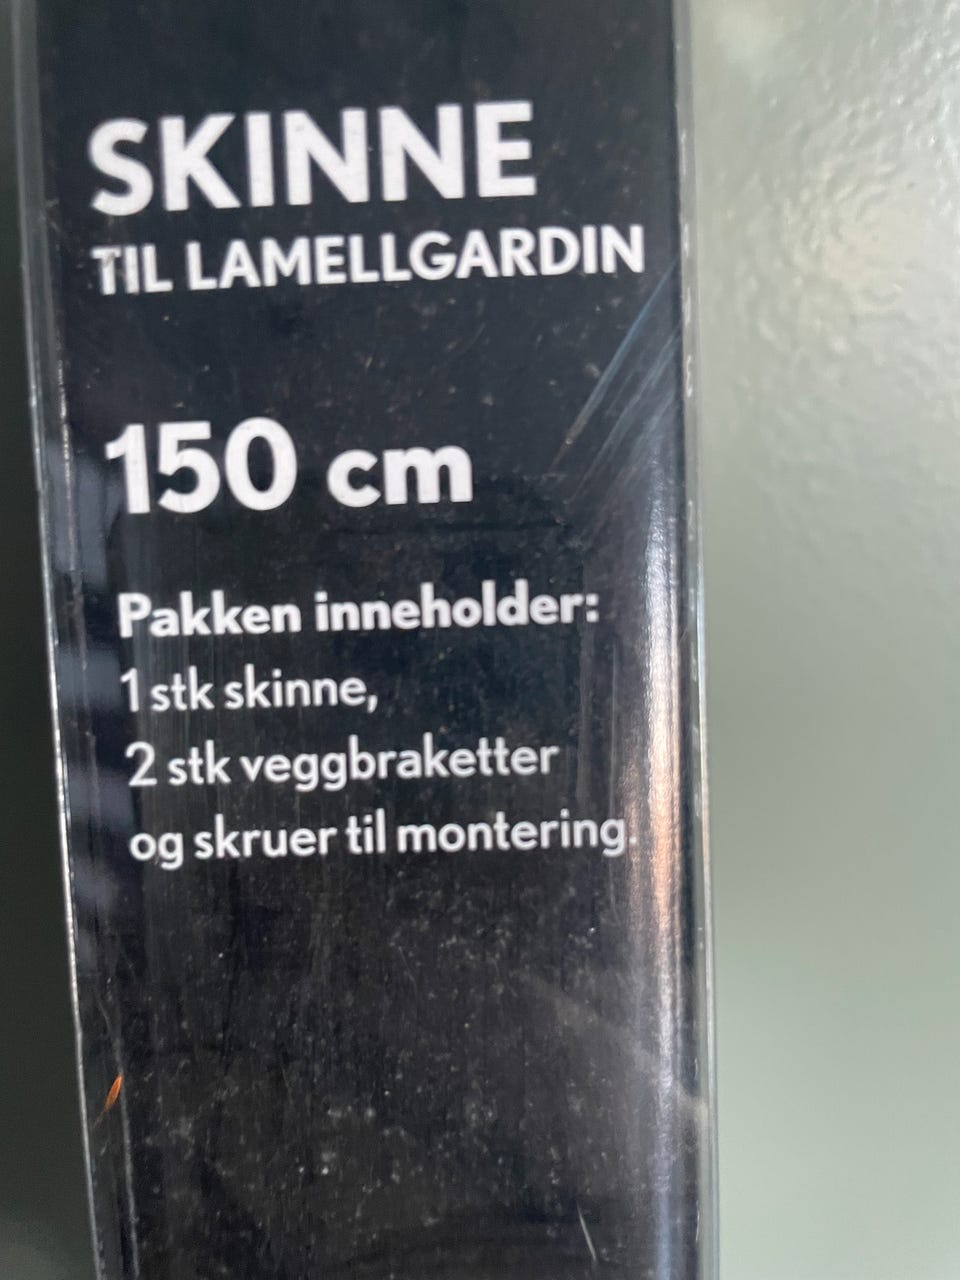 SKINNE
TIL LAMELLGARDIN
150 cm
Pakken inneholder:
1 stk skinne,
2 stk veggbraketter
og skruer til montering.